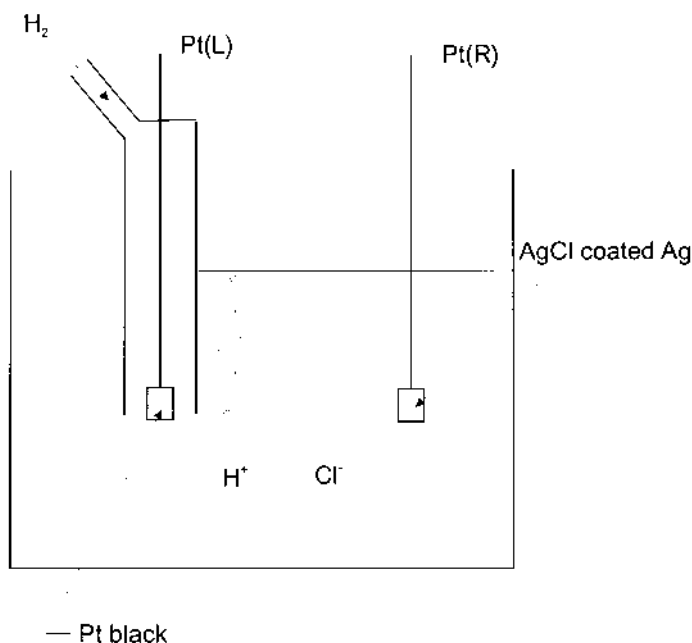 H₂
Pt(L)
Pt(R)
AgCl coated Ag
H⁺ Cl⁻
Pt black